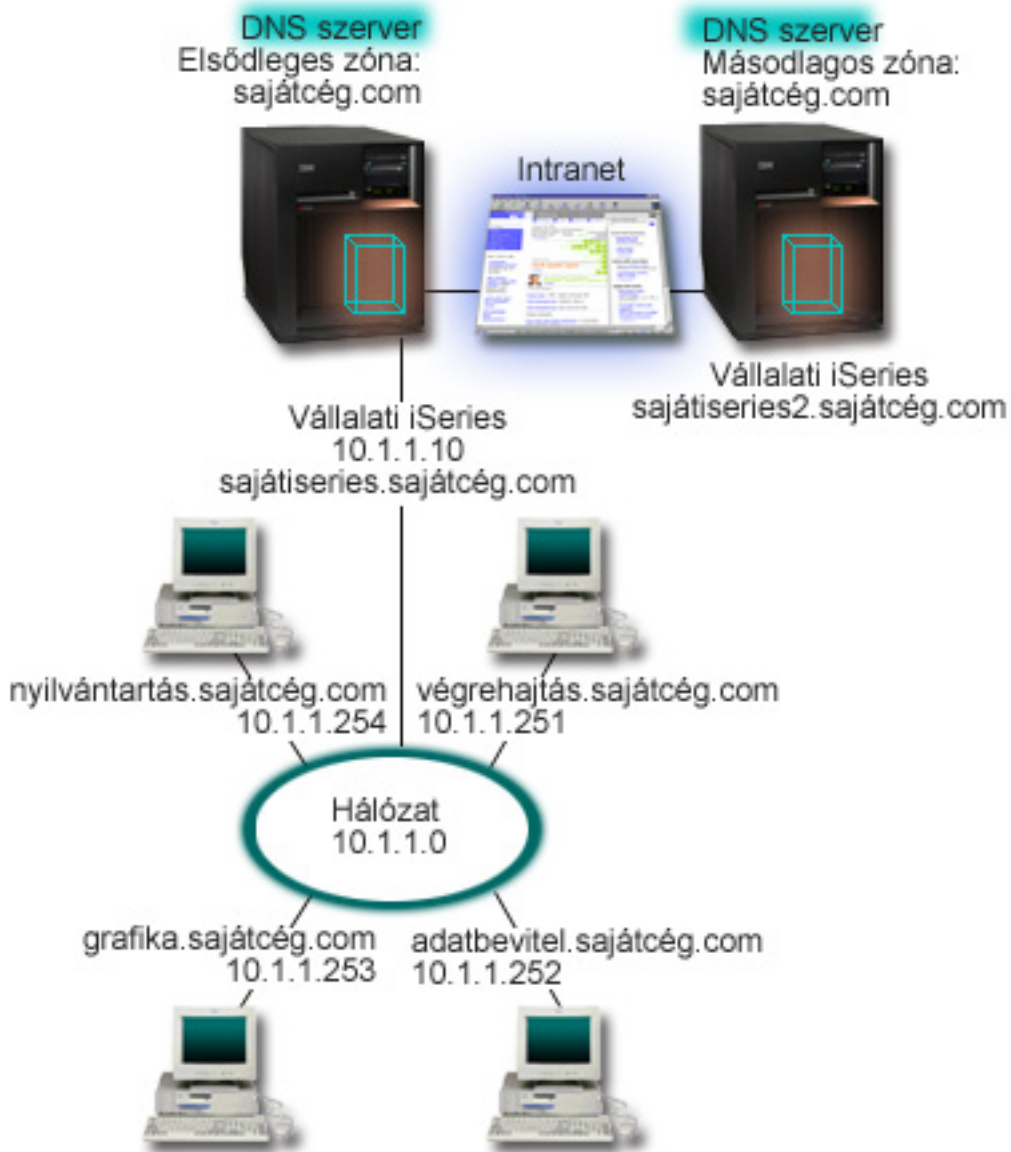 DNS szerver
Elsődleges zóna:
sajátcég.com
DNS szerver
Másodlagos zóna:
sajátcég.com
Intranet
Vállalati iSeries
sajátiseries2.sajátcég.com
Vállalati iSeries
10.1.1.10
sajátiseries.sajátcég.com
nyilvántartás.sajátcég.com
10.1.1.254
végrehajtás.sajátcég.com
10.1.1.251
Hálózat
10.1.1.0
grafika.sajátcég.com
10.1.1.253
adatbevitel.sajátcég.com
10.1.1.252